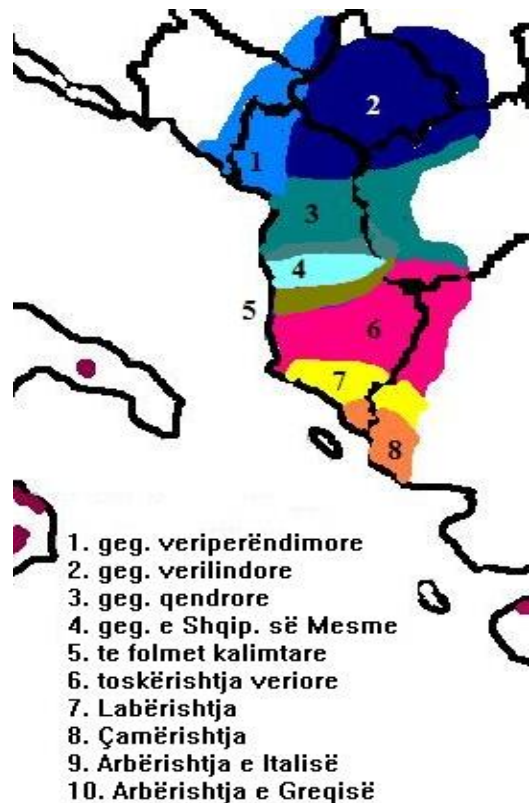 2
1
3
4
5
6
7
8
1. geg. veriperëndimore
2. geg. verilindore
3. geg. qendrore
4. geg. e Shqip. së Mesme
5. te folmet kalimtare
6. toskërishtja veriore
7. Labërishtja
8. Çamërishtja
9. Arbërishtja e Italisë
10. Arbërishtja e Greqisë